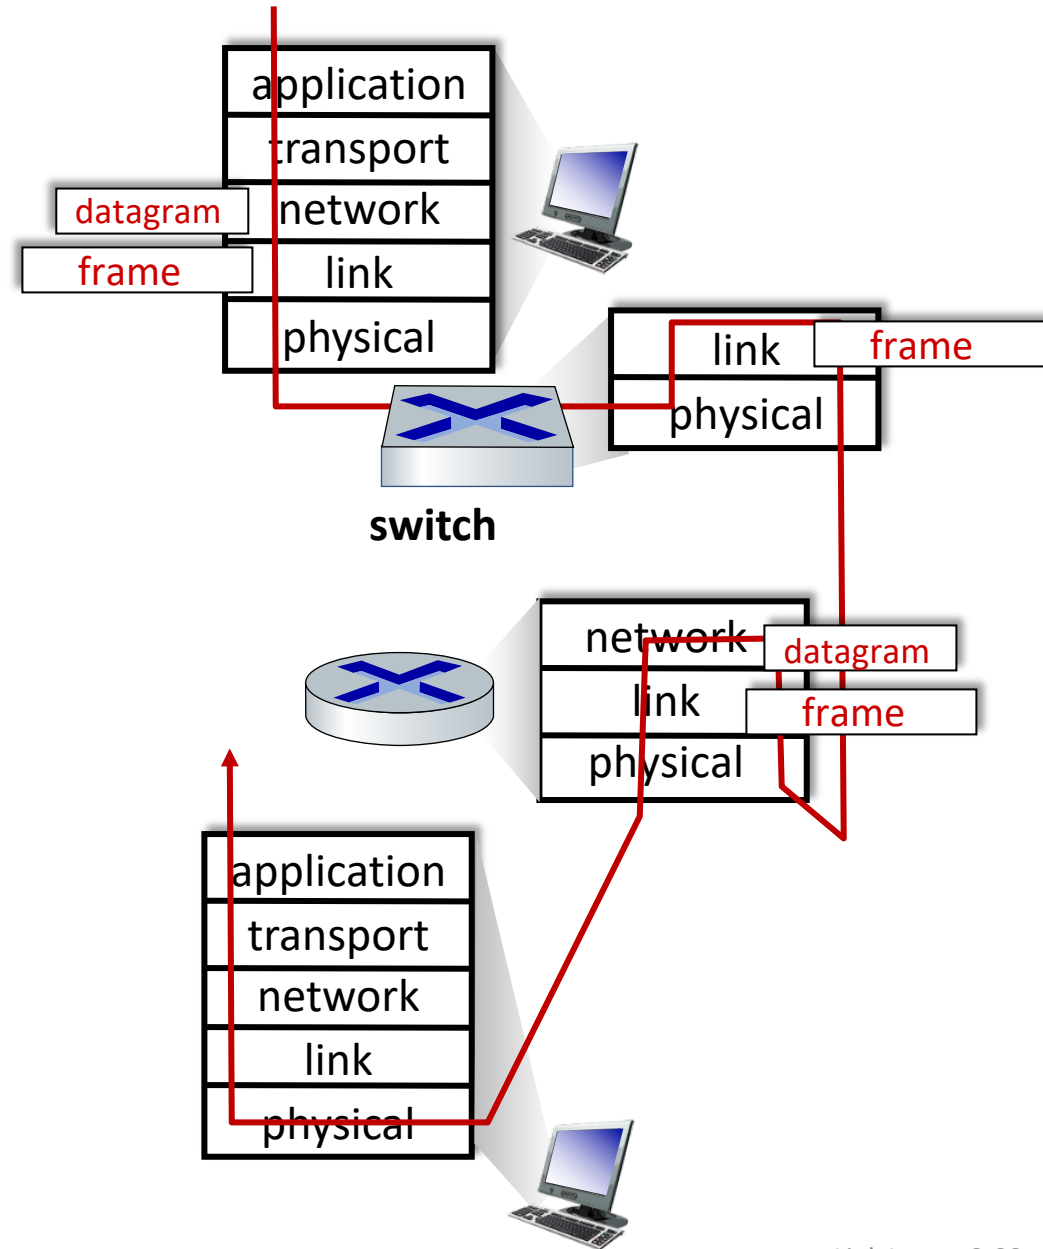 application
transport
datagram
network
frame
link
physical
link
frame
physical
switch
network
datagram
link
frame
physical
application
transport
network
link
physical